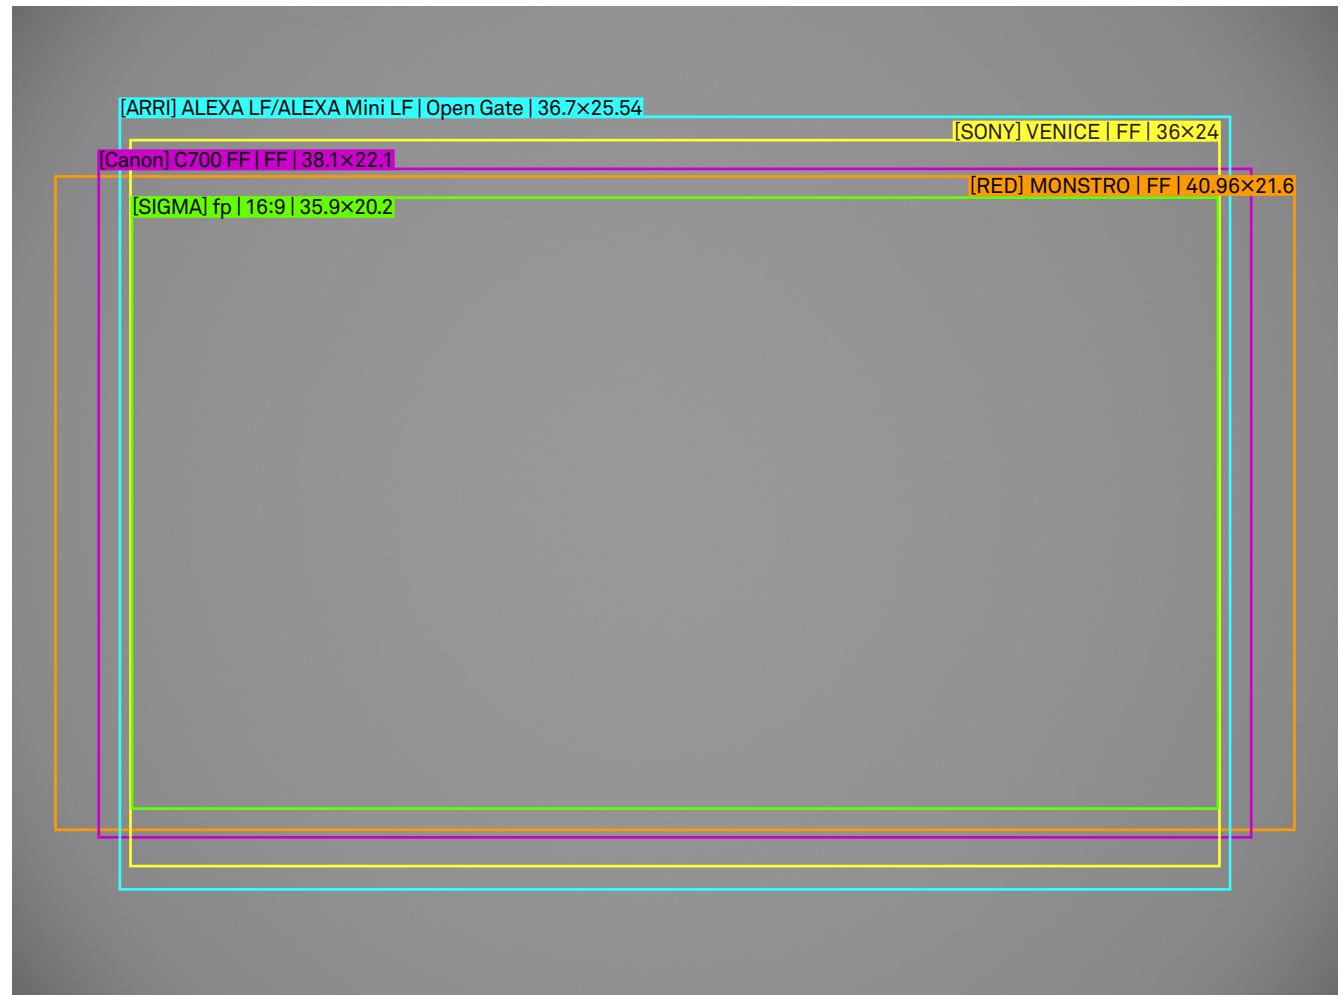 [ARRI] ALEXA LF/ALEXA Mini LF | Open Gate | 36.7×25.54
[SONY] VENICE | FF | 36×24
[Canon] C700 FF | FF | 38.1×22.1
[RED] MONSTRO | FF | 40.96×21.6
[SIGMA] fp | 16:9 | 35.9×20.2